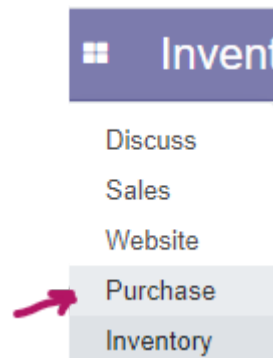 Invent
Discuss
Sales
Website
Purchase
Inventory